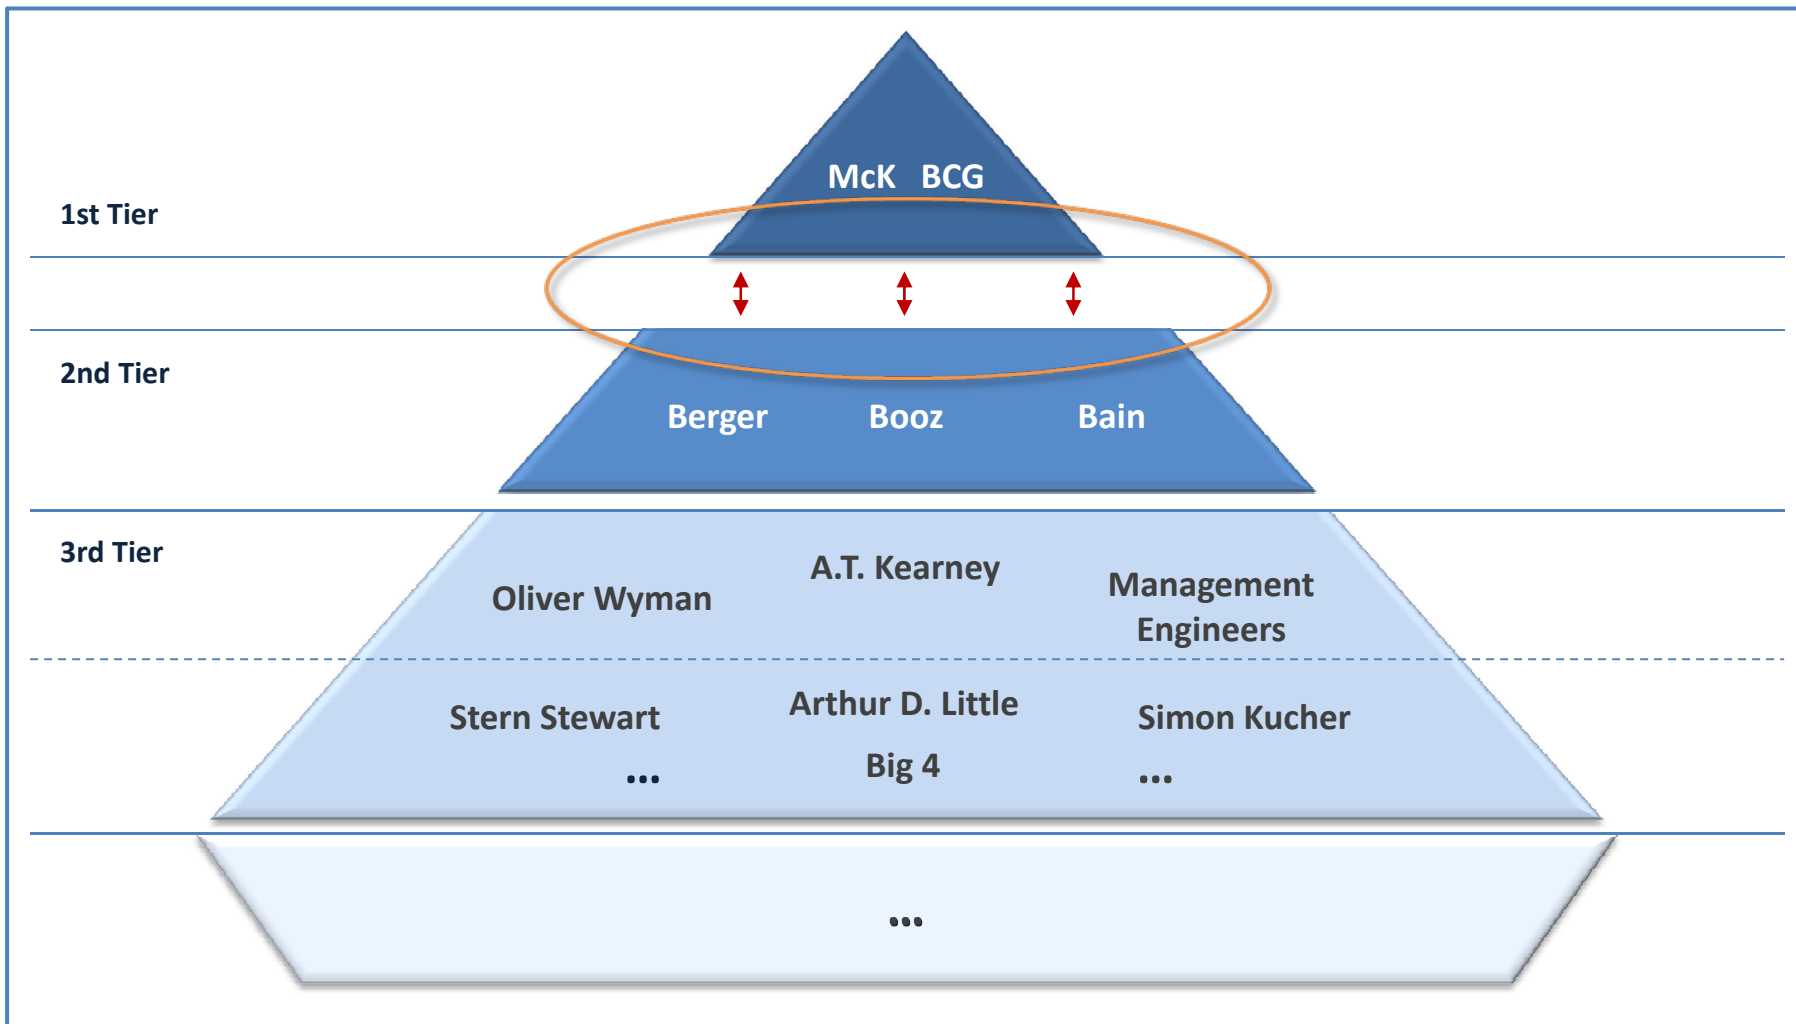 McK BCG
1st Tier
2nd Tier
Berger Booz Bain
3rd Tier
A.T. Kearney
Oliver Wyman
Management
Engineers
Stern Stewart
Arthur D. Little
Simon Kucher
... Big 4 ...
...